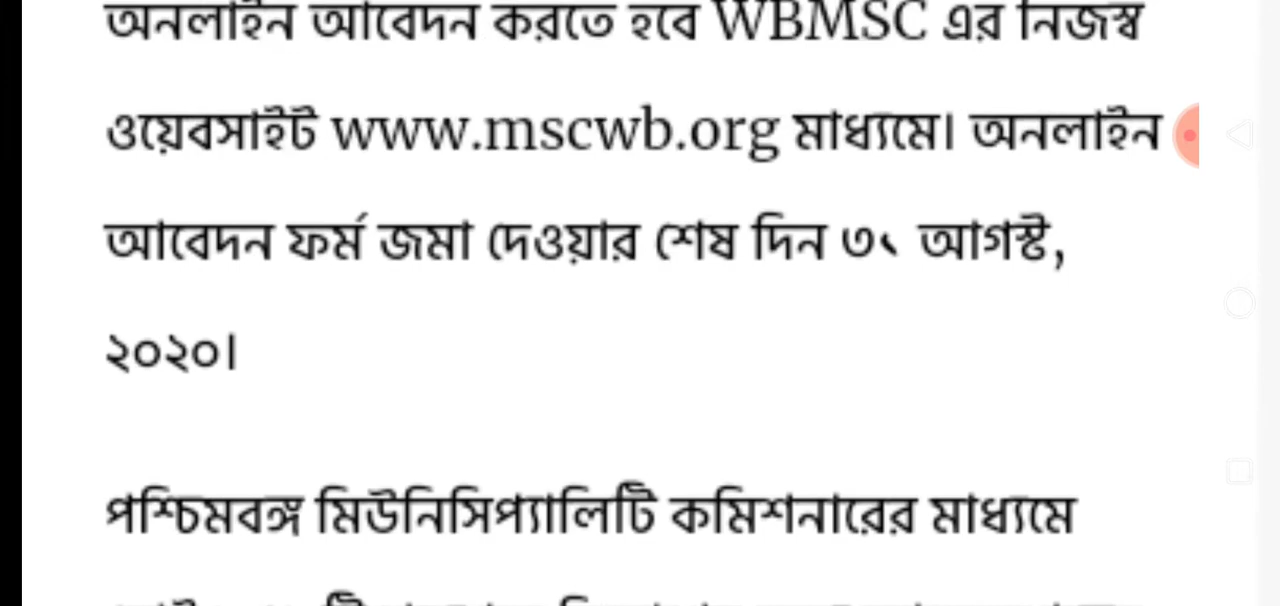 অনলাইন আবেদন করতে হবে WBMSC এর নিজস্ব
ওয়েবসাইট www.mscwb.org মাধ্যমে। অনলাইন
আবেদন ফর্ম জমা দেওয়ার শেষ দিন ৩১ আগস্ট,
২০২০।
পশ্চিমবঙ্গ মিউনিসিপ্যালিটি কমিশনারের মাধ্যমে